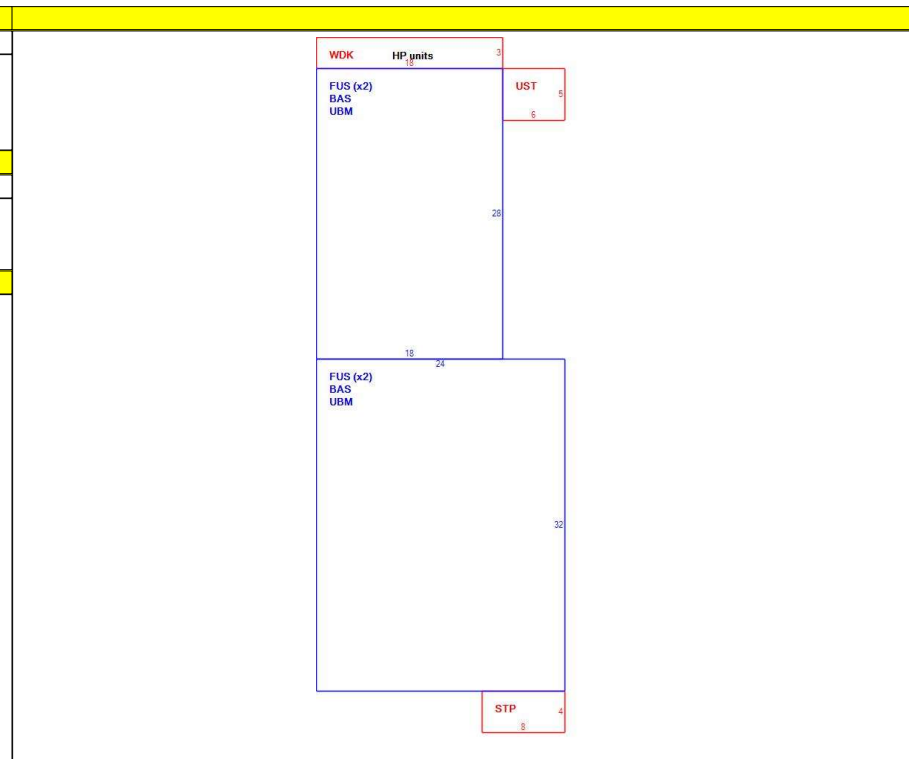 WDK HP units 3
18
FUS (x2)
BAS
UBM
UST
5
6
28
18
24
FUS (x2)
BAS
UBM
32
STP
4
8